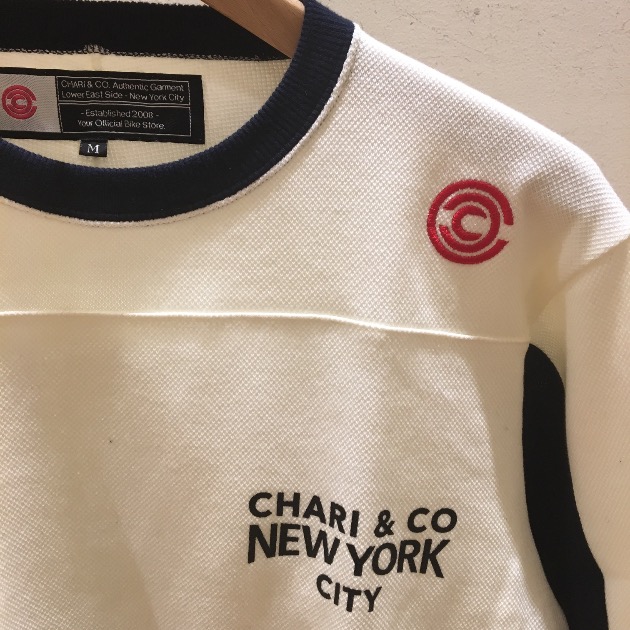 CHARI & CO. Authentic Garment
Lower East Side - New York City
- Established 2008 -
Your Official Bike Store.
M
CHARI & CO
NEW YORK
CITY